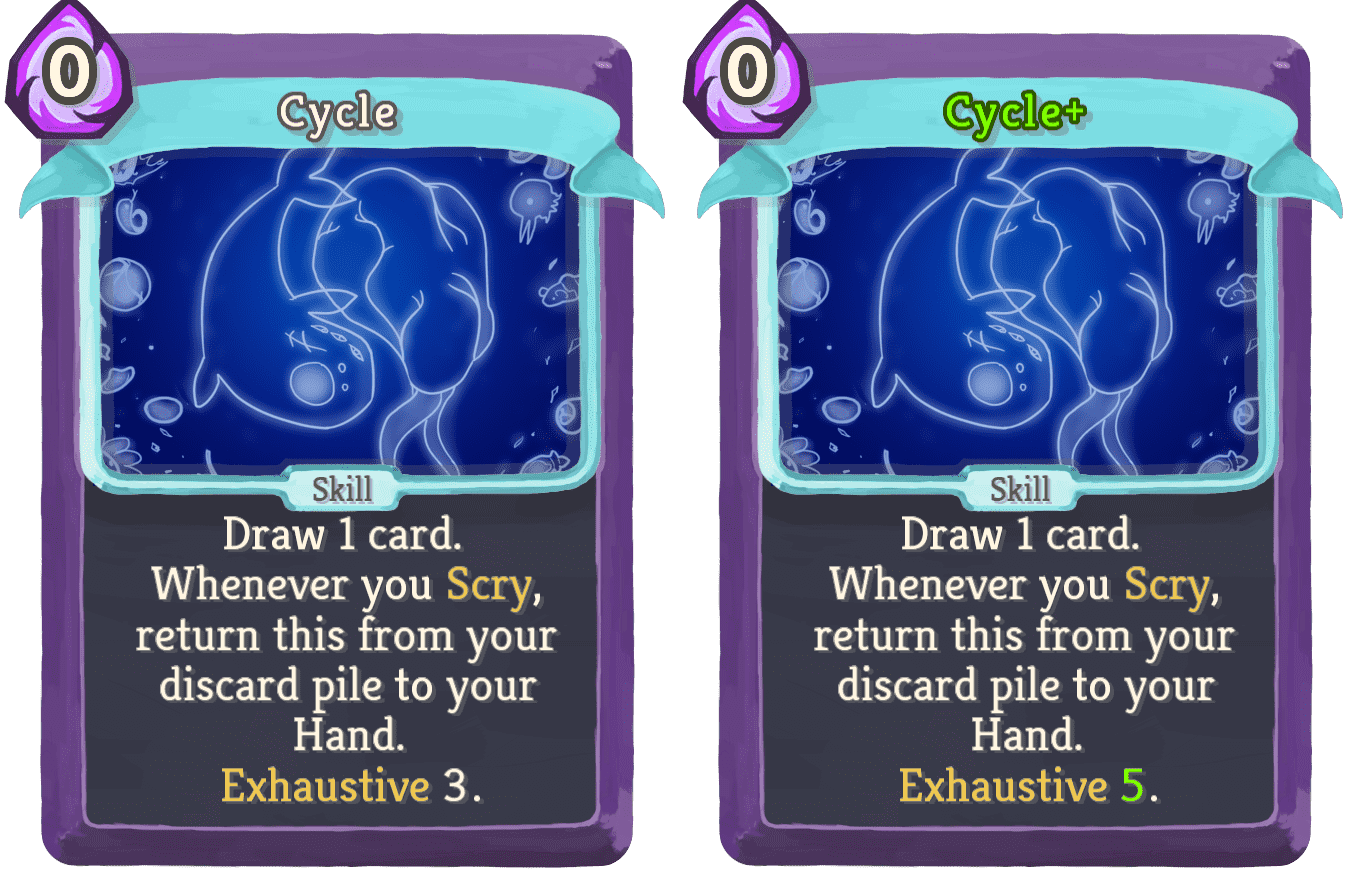 0
Cycle
Skill
Draw 1 card.
Whenever you Scry,
return this from your
discard pile to your
Hand.
Exhaustive 3.
0
Cycle+
Skill
Draw 1 card.
Whenever you Scry,
return this from your
discard pile to your
Hand.
Exhaustive 5.